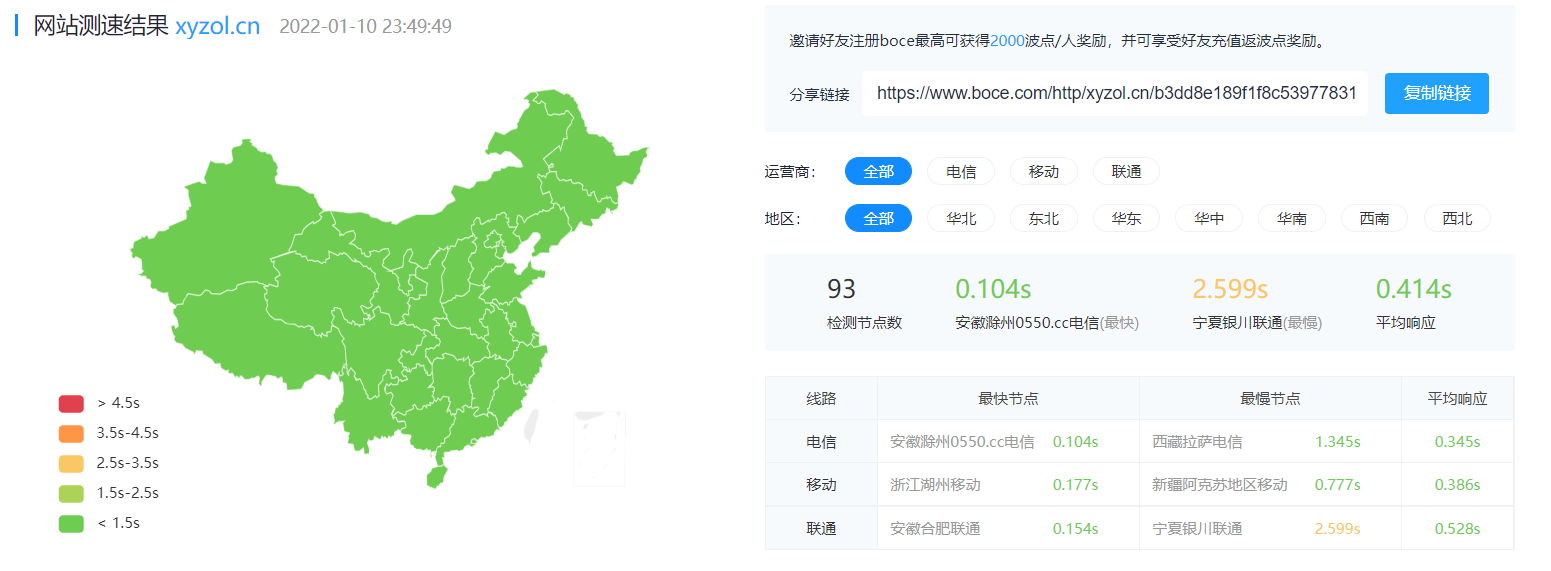 网站测速结果 xyzol.cn 2022-01-10 23:49:49
> 4.5s
3.5s-4.5s
2.5s-3.5s
1.5s-2.5s
< 1.5s
邀请好友注册boce最高可获得2000波点/人奖励，并可享受好友充值返波点奖励。
分享链接 https://www.boce.com/http/xyzol.cn/b3dd8e189f1f8c53977831 复制链接
运营商： 全部 电信 移动 联通
地区： 全部 华北 东北 华东 华中 华南 西南 西北
93 0.104s 2.599s 0.414s
检测节点数 安徽滁州0550.cc电信(最快) 宁夏银川联通(最慢) 平均响应
线路 最快节点 最慢节点 平均响应
电信 安徽滁州0550.cc电信 0.104s 西藏拉萨电信 1.345s 0.345s
移动 浙江湖州移动 0.177s 新疆阿克苏地区移动 0.777s 0.386s
联通 安徽合肥联通 0.154s 宁夏银川联通 2.599s 0.528s